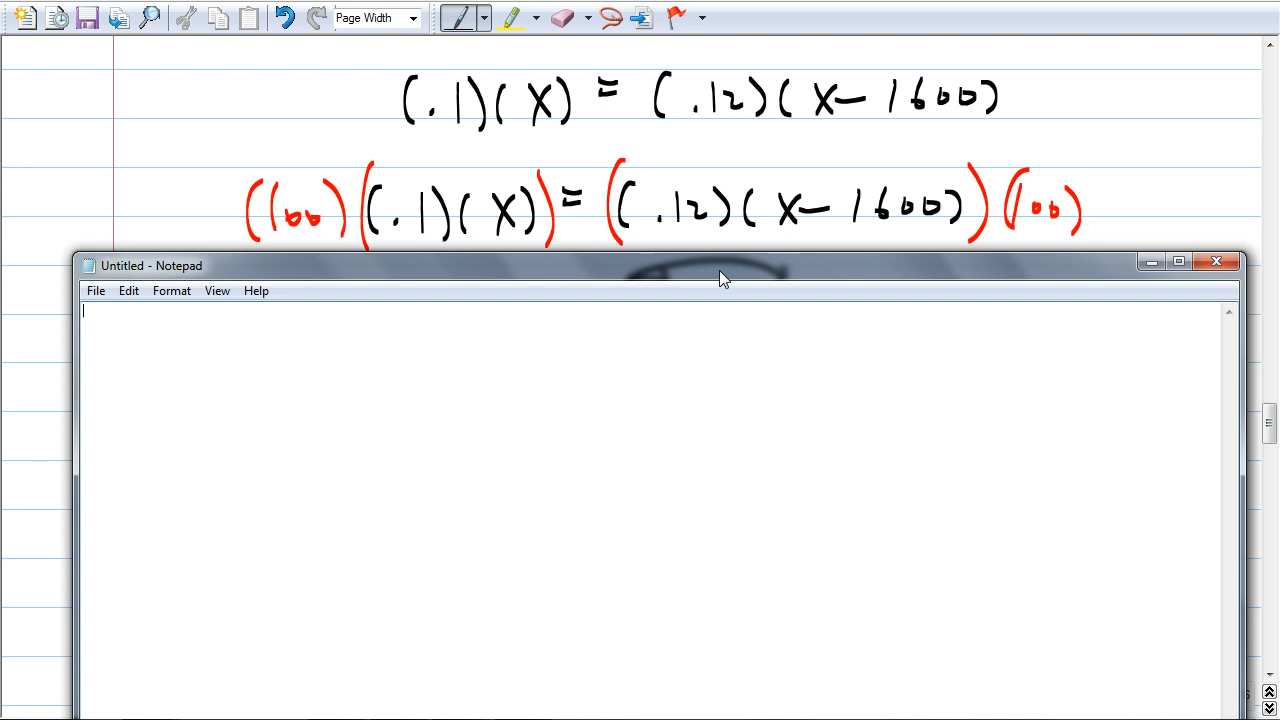 Page Width
(.1)(x) = (.12)(x-1600)
(100)((.1)(x)) = ((.12)(x-1600))(100)
Untitled - Notepad
File Edit Format View Help